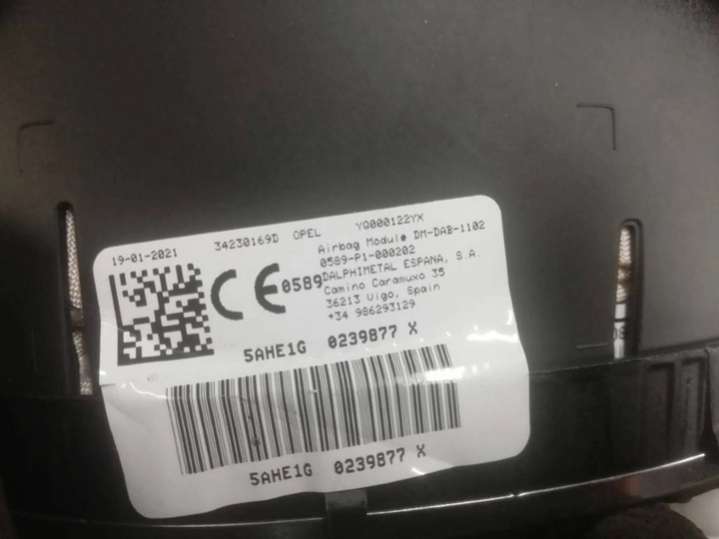 19-01-2021 34230169D OPEL YQ000122YX
Airbag Module DM-DAB-1102
0589-P1-000202
CE 0589 DALPHIMETAL ESPANA, S.A.
Camino Caramuxo 35
36213 Vigo, Spain
+34 986293129
5AHE1G 0239877 X
5AHE1G 0239877 X